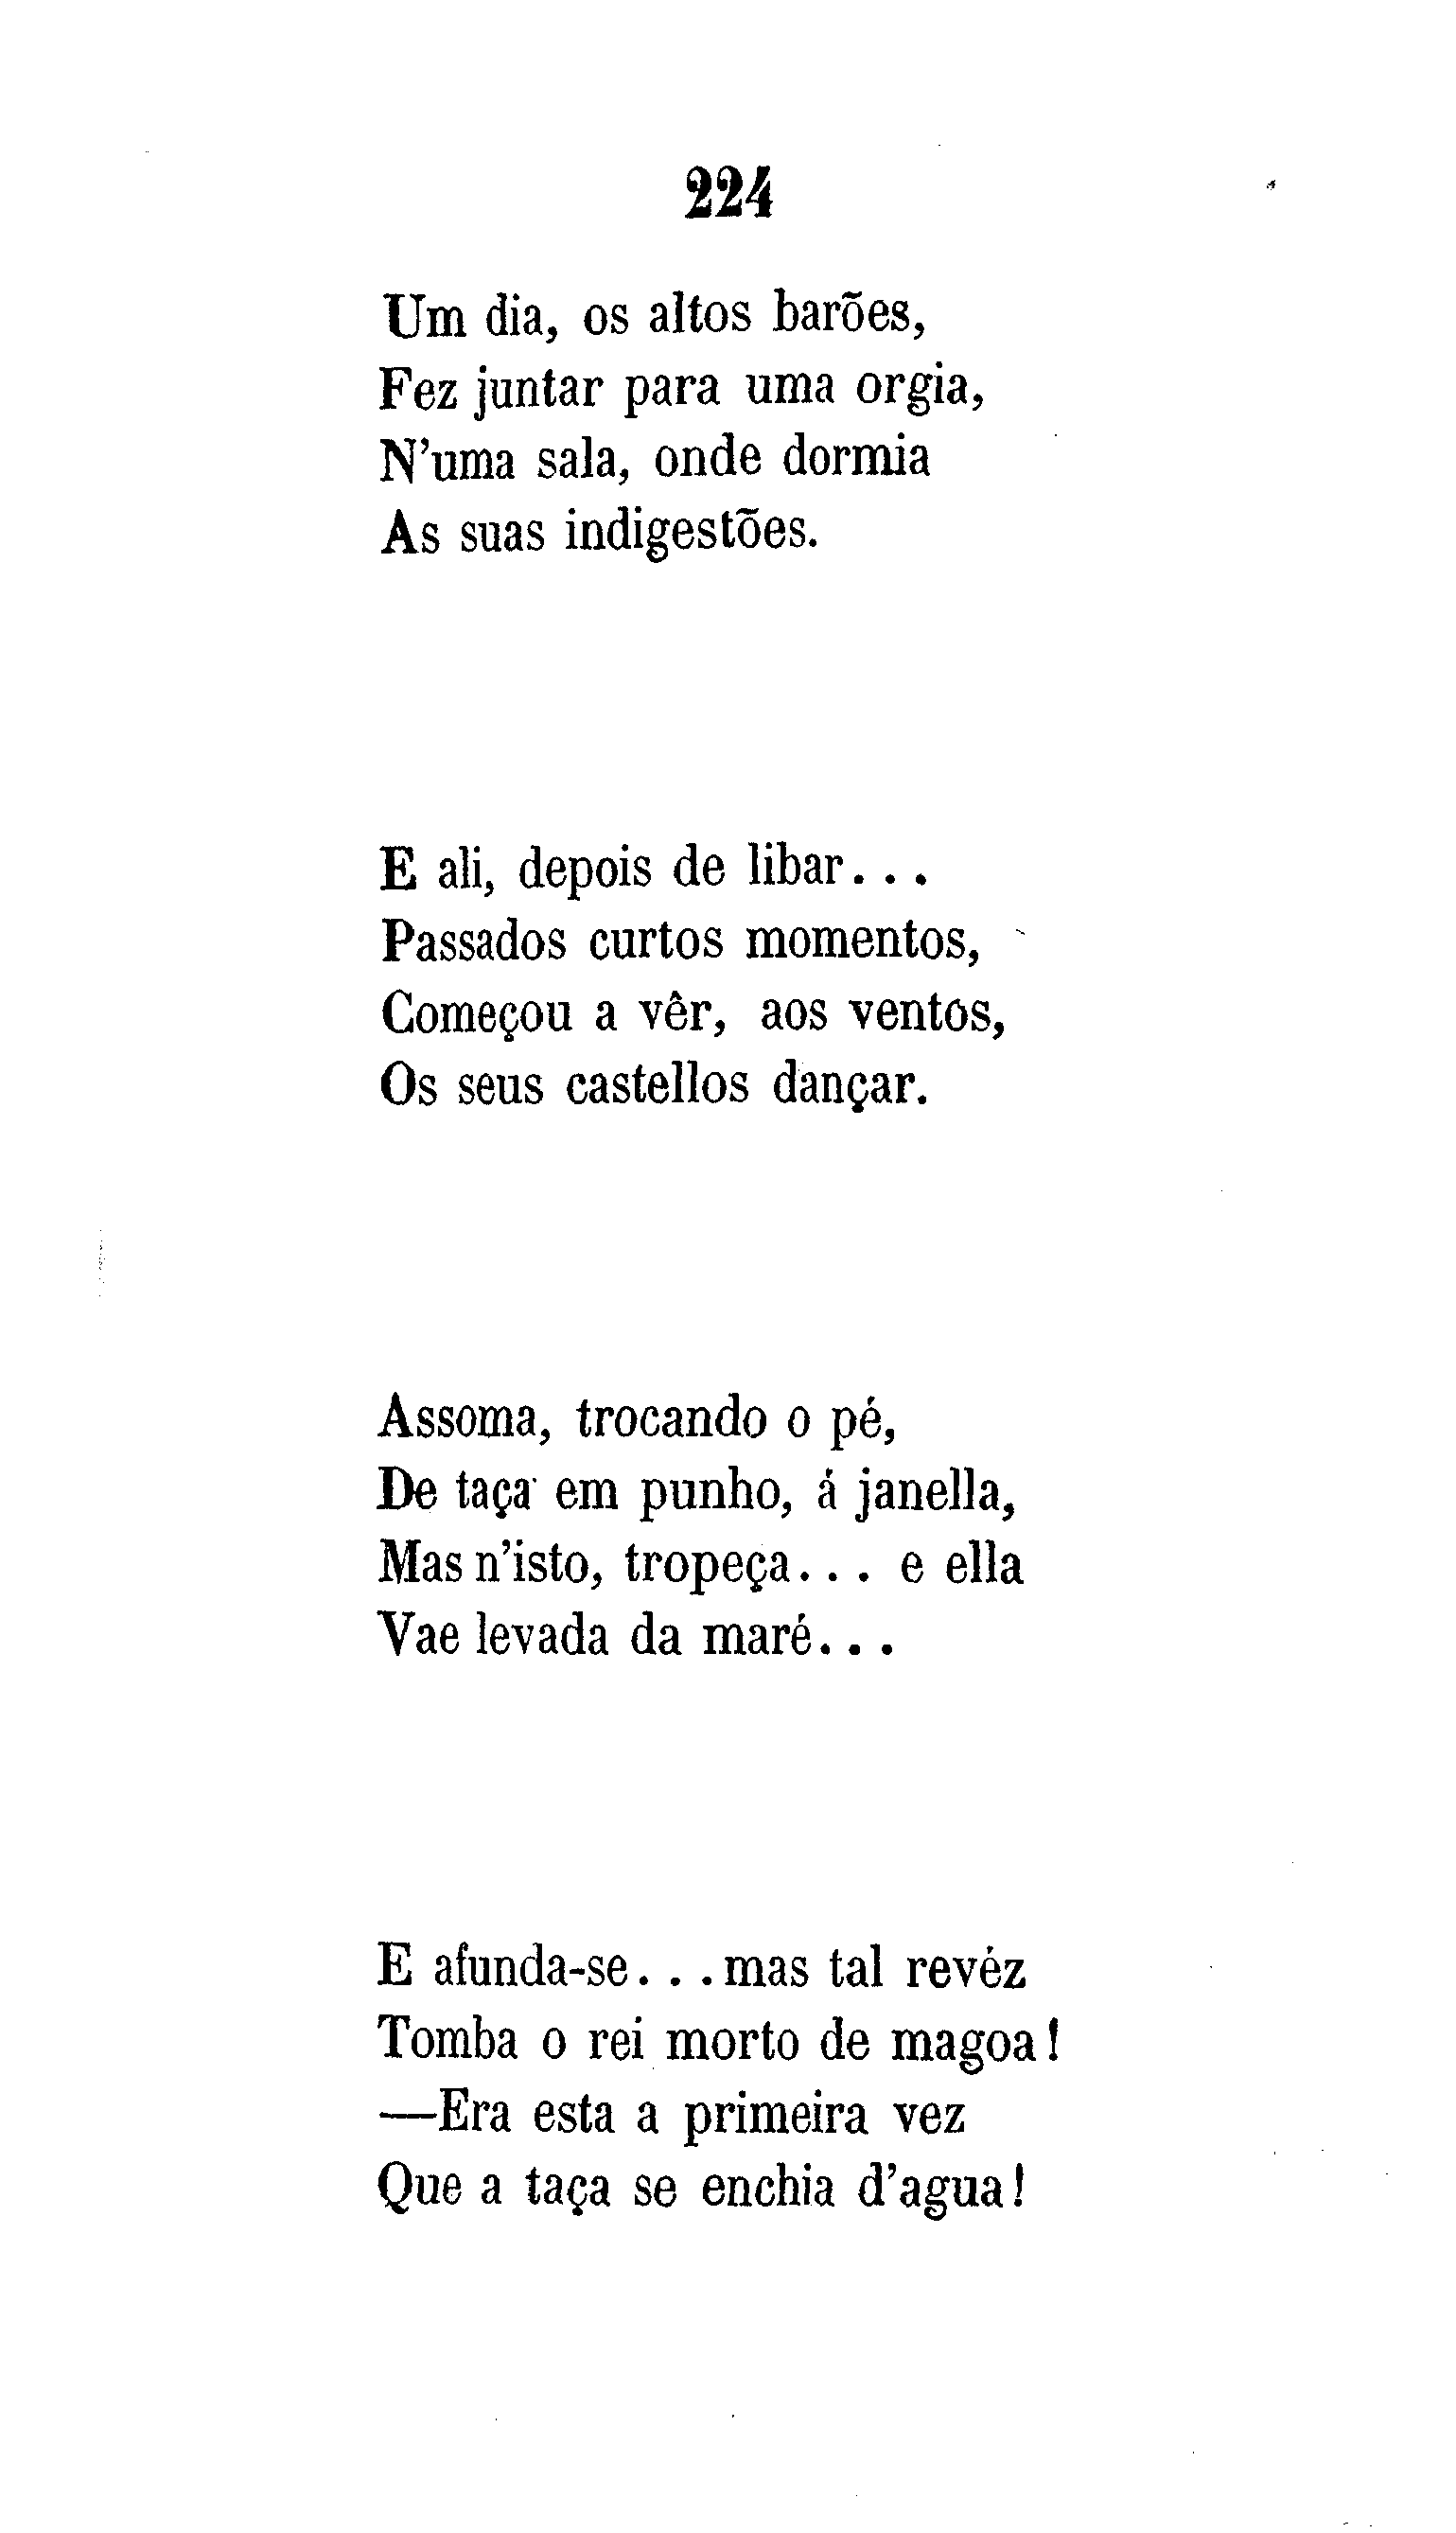 224
Um dia, os altos barões,
Fez juntar para uma orgia,
N'uma sala, onde dormia
As suas indigestões.
E ali, depois de libar...
Passados curtos momentos,
Começou a vêr, aos ventos,
Os seus castellos dançar.
Assoma, trocando o pé,
De taça em punho, á janella,
Mas n'isto, tropeça... e ella
Vae levada da maré...
E afunda-se...mas tal revéz
Tomba o rei morto de magoa!
—Era esta a primeira vez
Que a taça se enchia d'agua!